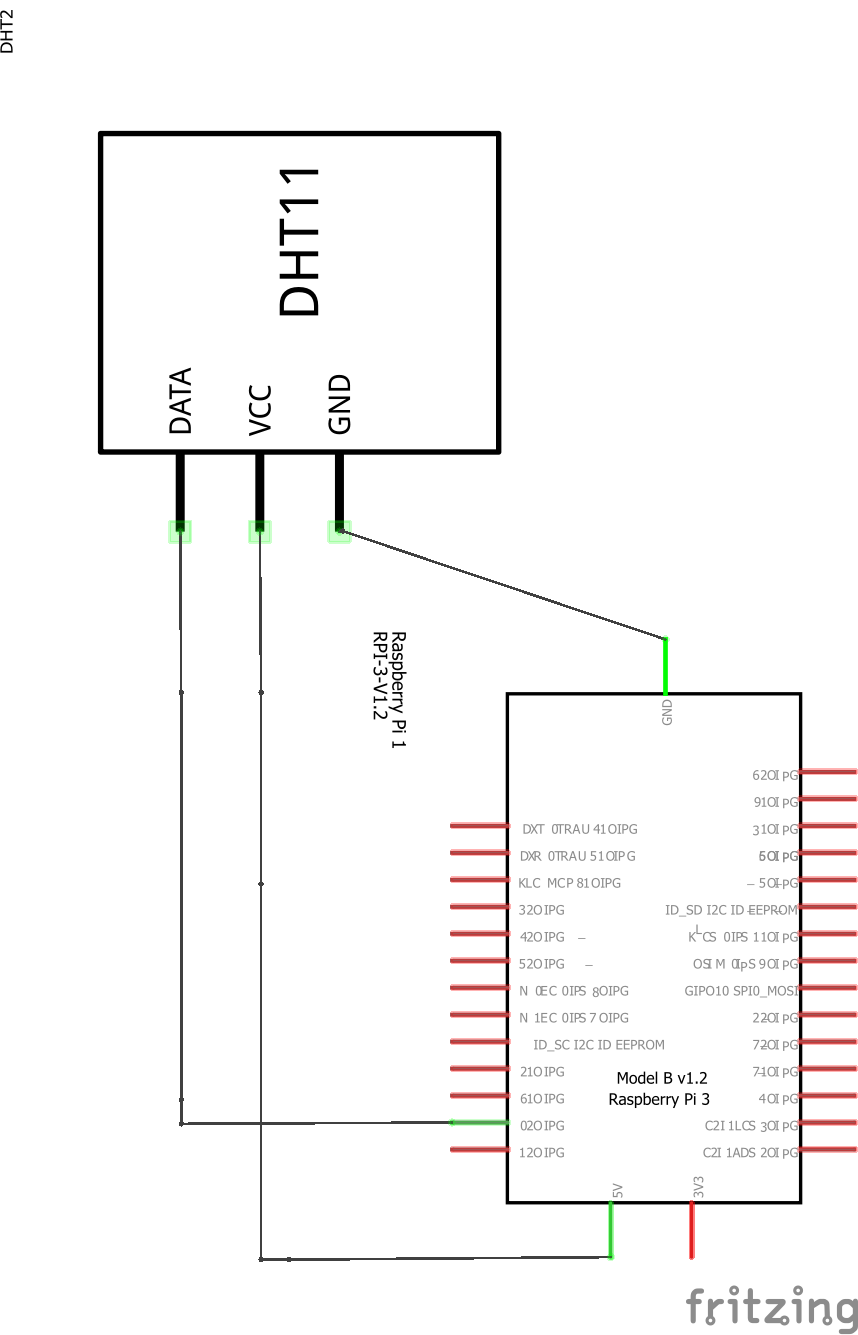 DHT2
DHT11
DATA
VCC
GND
Raspberry Pi 1
RPI-3-V1.2
GND
62OIPG
91OIPG
DXT 0TRAU 41OIPG
31OIPG
DXR 0TRAU 51OIPG
KLC MCP 81OIPG
– 5OIPG
32OIPG
ID_SD I2C ID EEPROM
42OIPG –
KLCS 0IPS 11OIPG
52OIPG –
OSIM 0IPS 9OIPG
N 0EC 0IPS 8OIPG
GIPO10 SPI0_MOSI
N 1EC 0IPS 7OIPG
22OIPG
ID_SC I2C ID EEPROM
72OIPG
21OIPG
71OIPG
Model B v1.2
61OIPG
Raspberry Pi 3
4OIPG
02OIPG
C2I 1LCS 3OIPG
12OIPG
C2I 1ADS 2OIPG
5V
3V3
fritzing